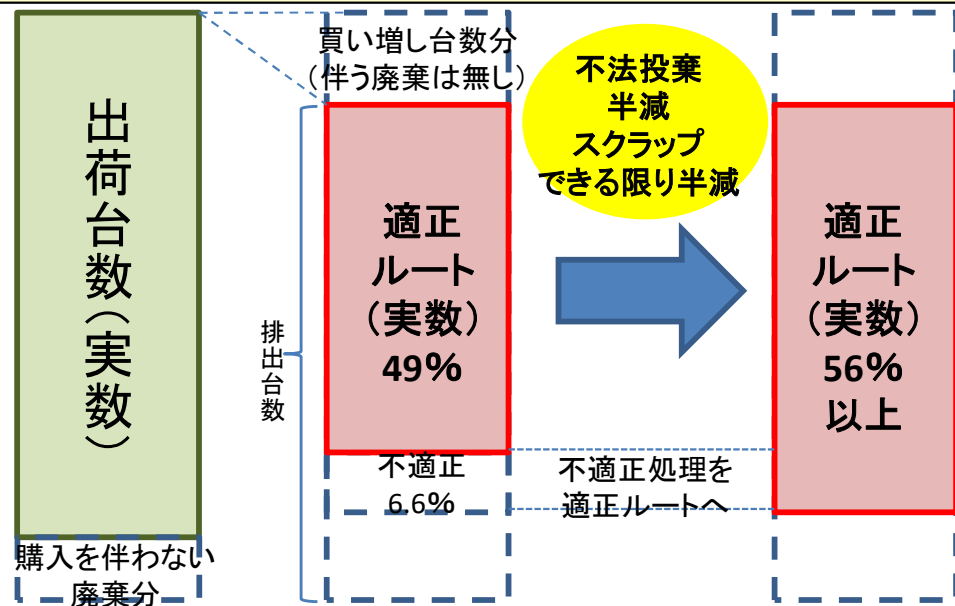 出荷台数（実数）
購入を伴わない
廃棄分
買い増し台数分
（伴う廃棄は無し）
排出台数
適正
ルート
（実数）
49%
不適正
6.6%
不法投棄
半減
スクラップ
できる限り半減
不適正処理を
適正ルートへ
適正
ルート
（実数）
56%
以上